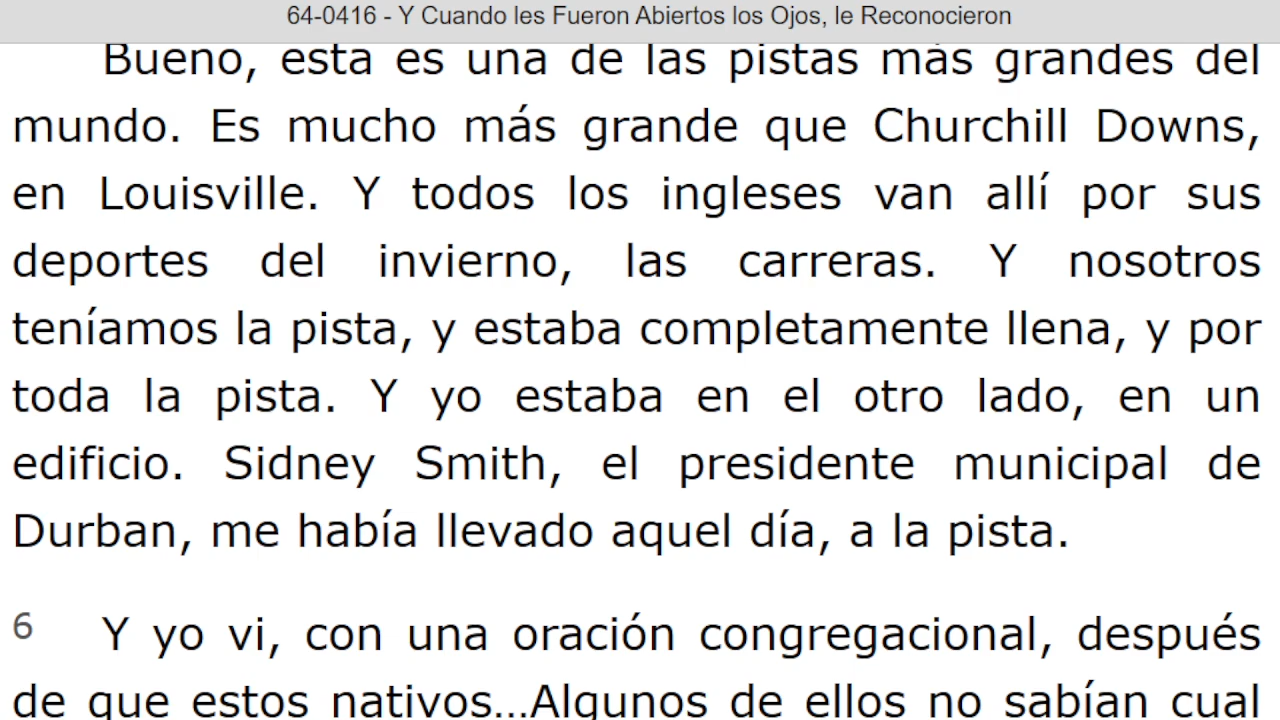 64-0416 - Y Cuando les Fueron Abiertos los Ojos, le Reconocieron
Bueno, esta es una de las pistas más grandes del
mundo. Es mucho más grande que Churchill Downs,
en Louisville. Y todos los ingleses van allí por sus
deportes del invierno, las carreras. Y nosotros
teníamos la pista, y estaba completamente llena, y por
toda la pista. Y yo estaba en el otro lado, en un
edificio. Sidney Smith, el presidente municipal de
Durban, me había llevado aquel día, a la pista.
6 Y yo vi, con una oración congregacional, después
de que estos nativos...Algunos de ellos no sabían cual